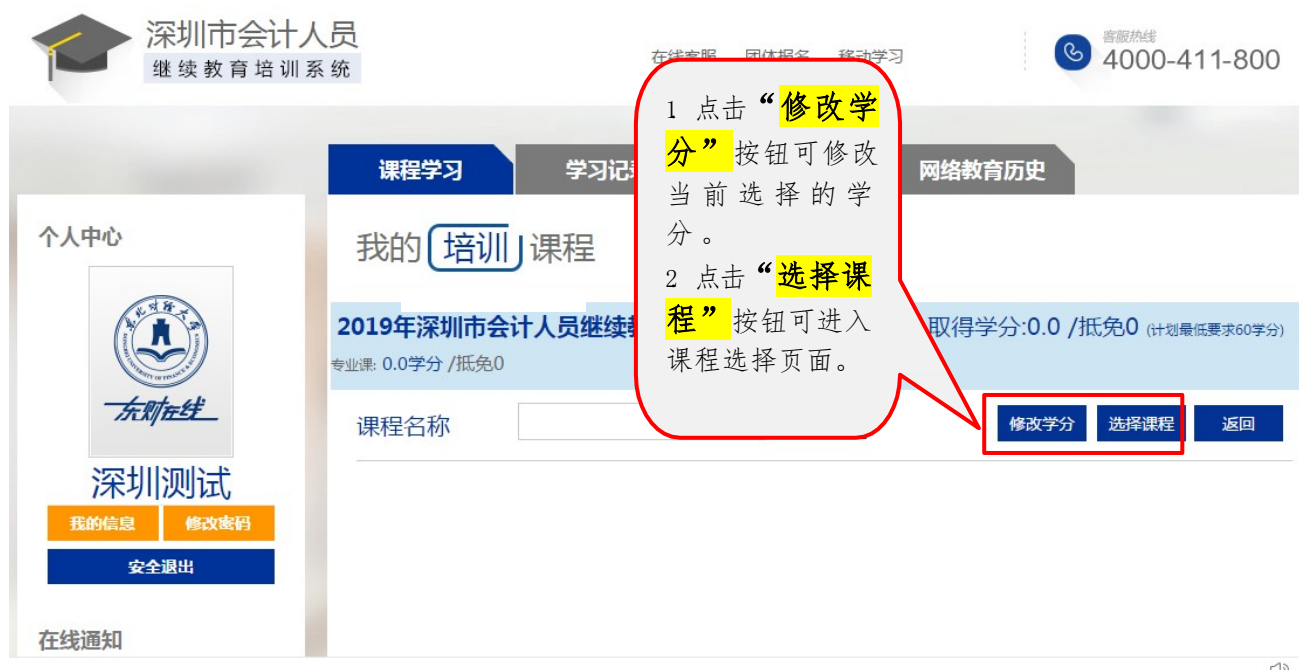 深圳市会计人员
继续教育培训系统
在线客服 团体报名 移动学习
客服热线
4000-411-800
1 点击“修改学
分”按钮可修改
当前选择的学
分。
2 点击“选择课
程”按钮可进入
课程选择页面。
课程学习
学习记
网络教育历史
个人中心
东北财经大学
东财在线
深圳测试
我的信息
修改密码
安全退出
在线通知
我的培训课程
2019年深圳市会计人员继续
取得学分:0.0 /抵免0 (计划最低要求60学分)
专业课: 0.0学分 /抵免0
课程名称
修改学分
选择课程
返回